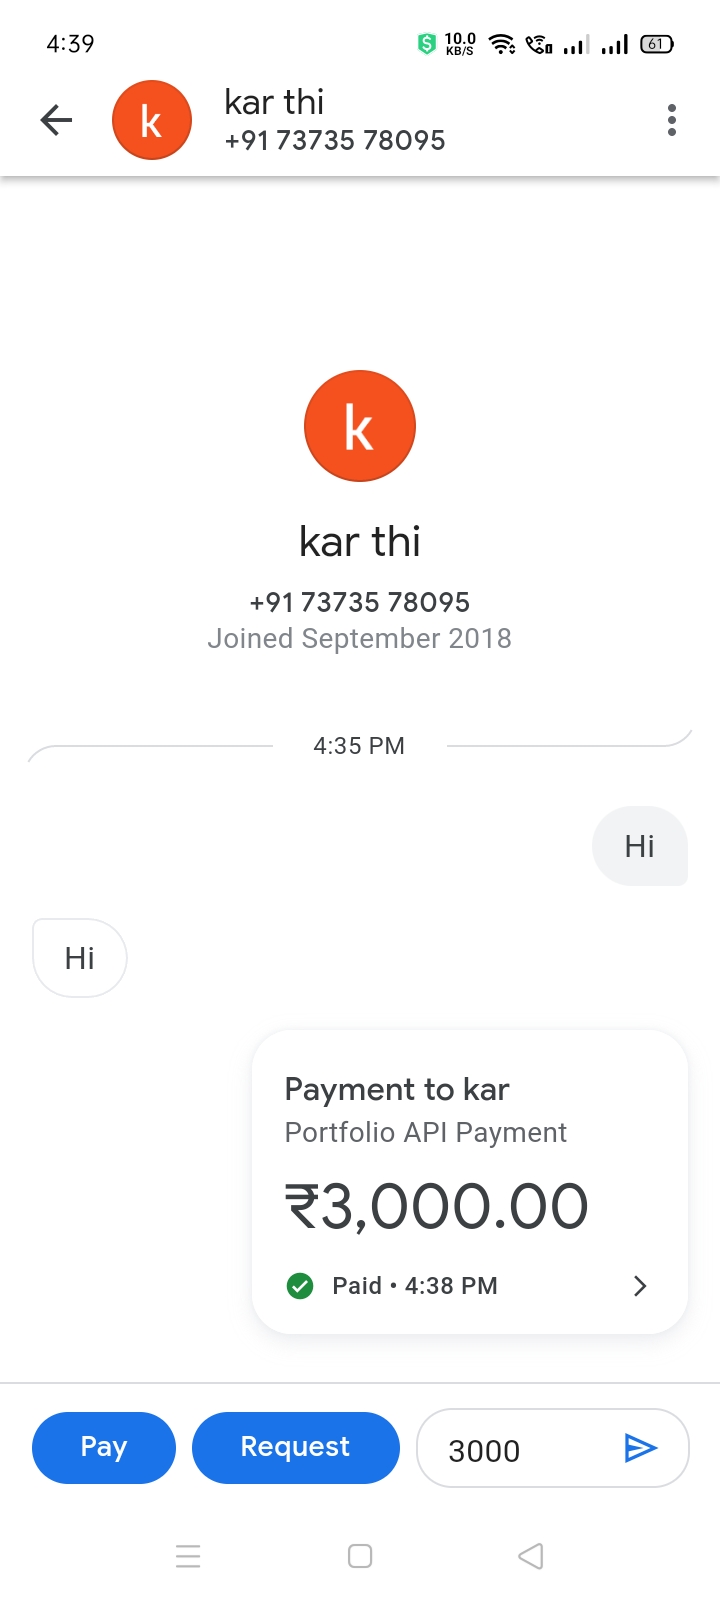 4:39
10.0
KB/S
61
k
kar thi
+91 73735 78095
k
kar thi
+91 73735 78095
Joined September 2018
4:35 PM
Hi
Hi
Payment to kar
Portfolio API Payment
₹3,000.00
Paid • 4:38 PM
Pay
Request
3000